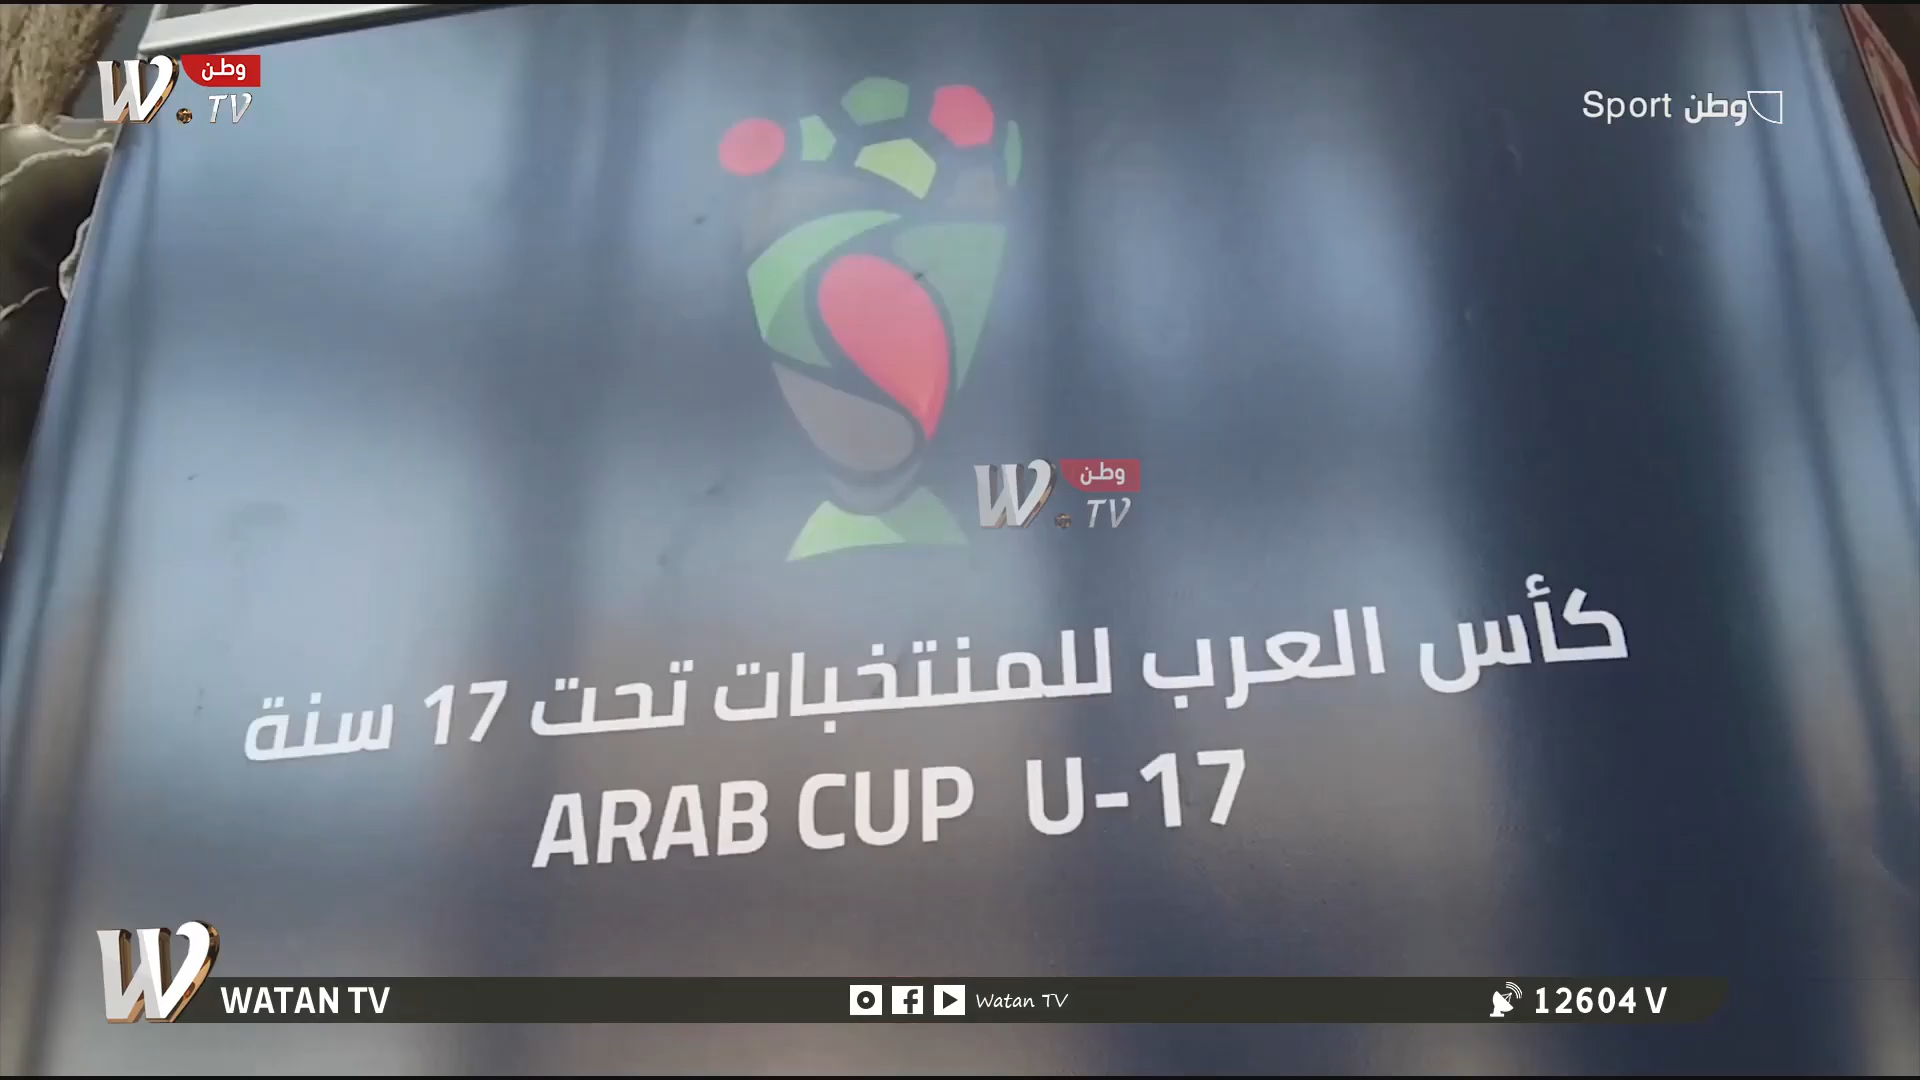 وطن
W. TV
Sport وطن
وطن
W. TV
كأس العرب للمنتخبات تحت 17 سنة
ARAB CUP U-17
W WATAN TV
Watan TV
12604 V